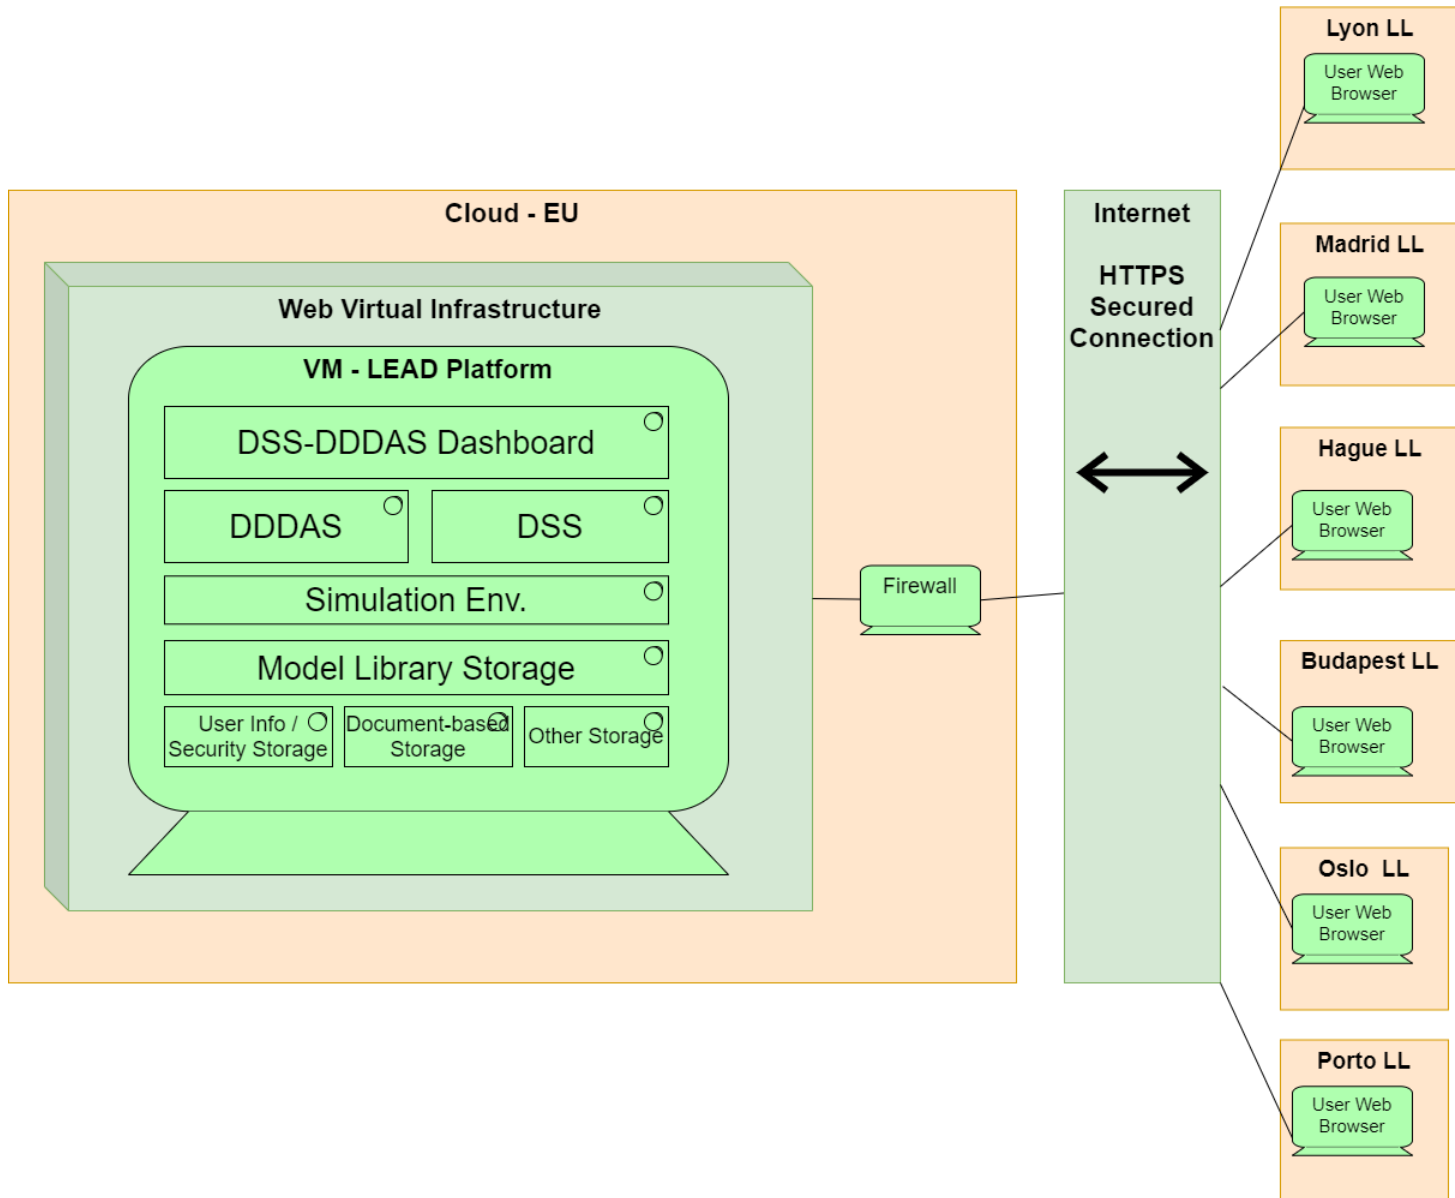 Cloud - EU
Web Virtual Infrastructure
VM - LEAD Platform
DSS-DDDAS Dashboard
DDDAS
DSS
Simulation Env.
Model Library Storage
User Info /
Security Storage
Document-based
Storage
Other Storage
Firewall
Internet
HTTPS
Secured
Connection
Lyon LL
User Web
Browser
Madrid LL
User Web
Browser
Hague LL
User Web
Browser
Budapest LL
User Web
Browser
Oslo  LL
User Web
Browser
Porto LL
User Web
Browser